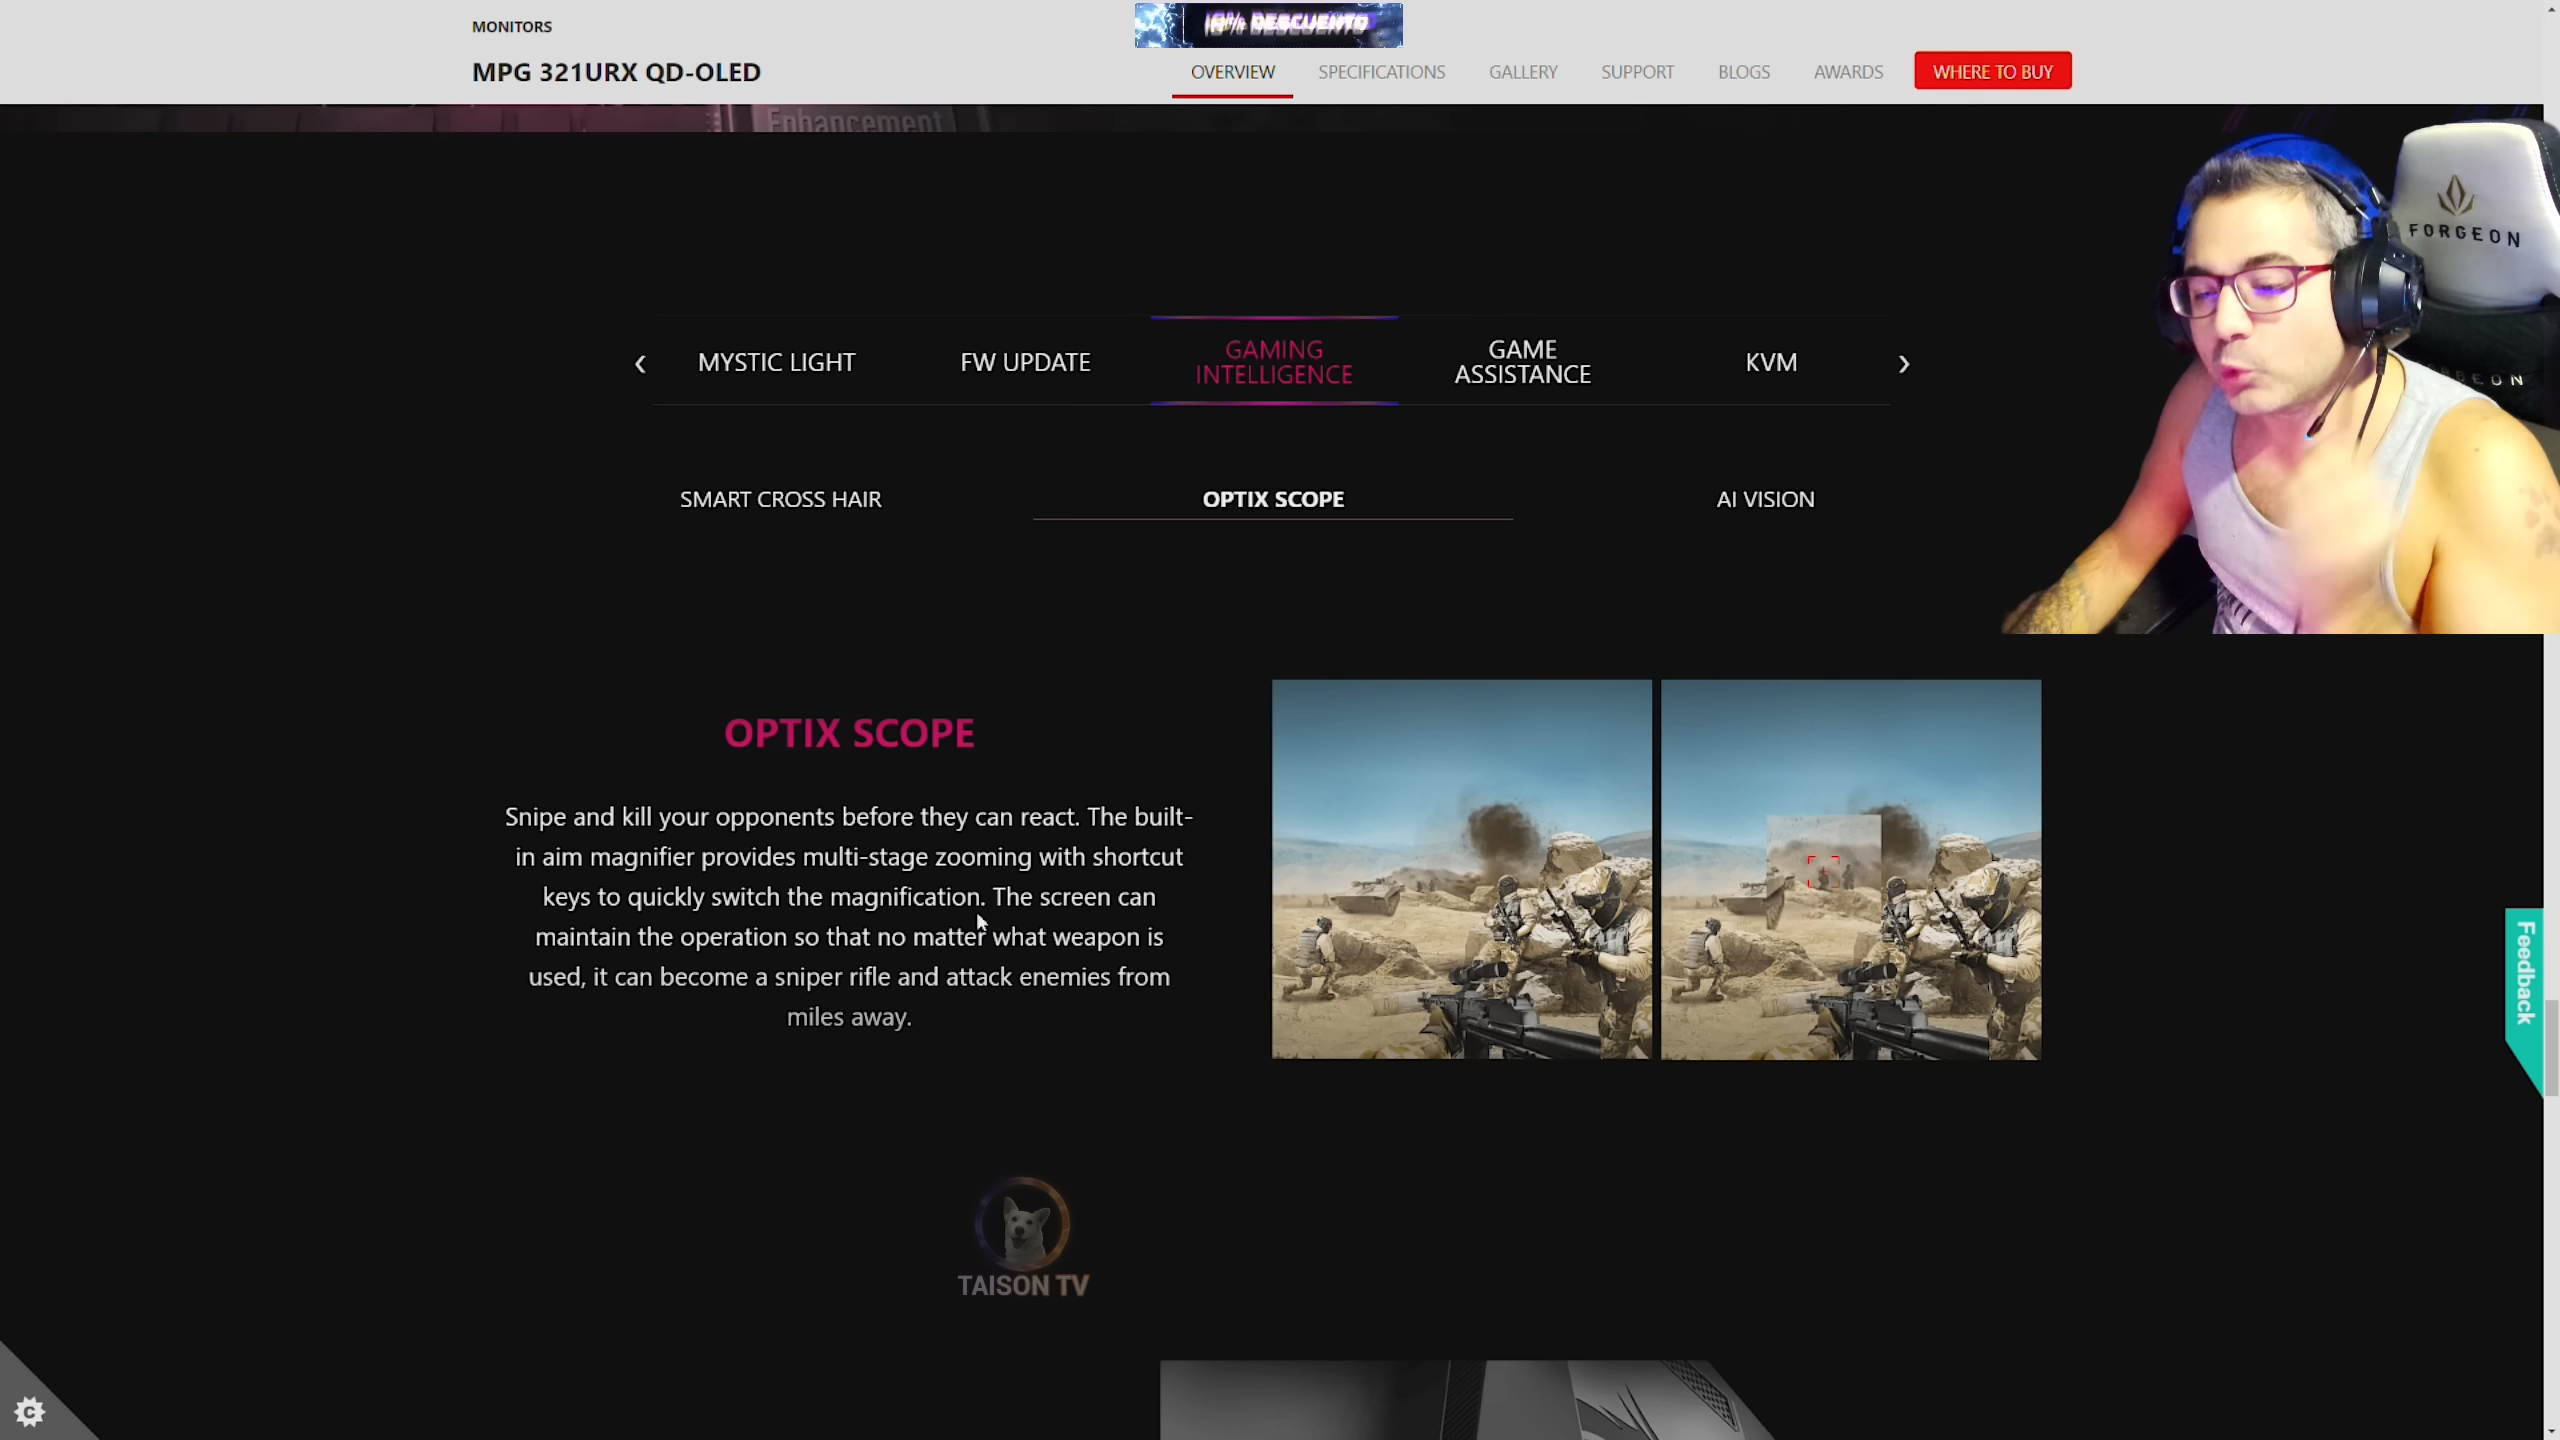 MONITORS
10% DESCUENTO
MPG 321URX QD-OLED
OVERVIEW
SPECIFICATIONS
GALLERY
SUPPORT
BLOGS
AWARDS
WHERE TO BUY
Enhancement
FORGEON
MYSTIC LIGHT
FW UPDATE
GAMING
INTELLIGENCE
GAME
ASSISTANCE
KVM
SMART CROSS HAIR
OPTIX SCOPE
AI VISION
OPTIX SCOPE
Snipe and kill your opponents before they can react. The built-
in aim magnifier provides multi-stage zooming with shortcut
keys to quickly switch the magnification. The screen can
maintain the operation so that no matter what weapon is
used, it can become a sniper rifle and attack enemies from
miles away.
Feedback
TAISON TV
C